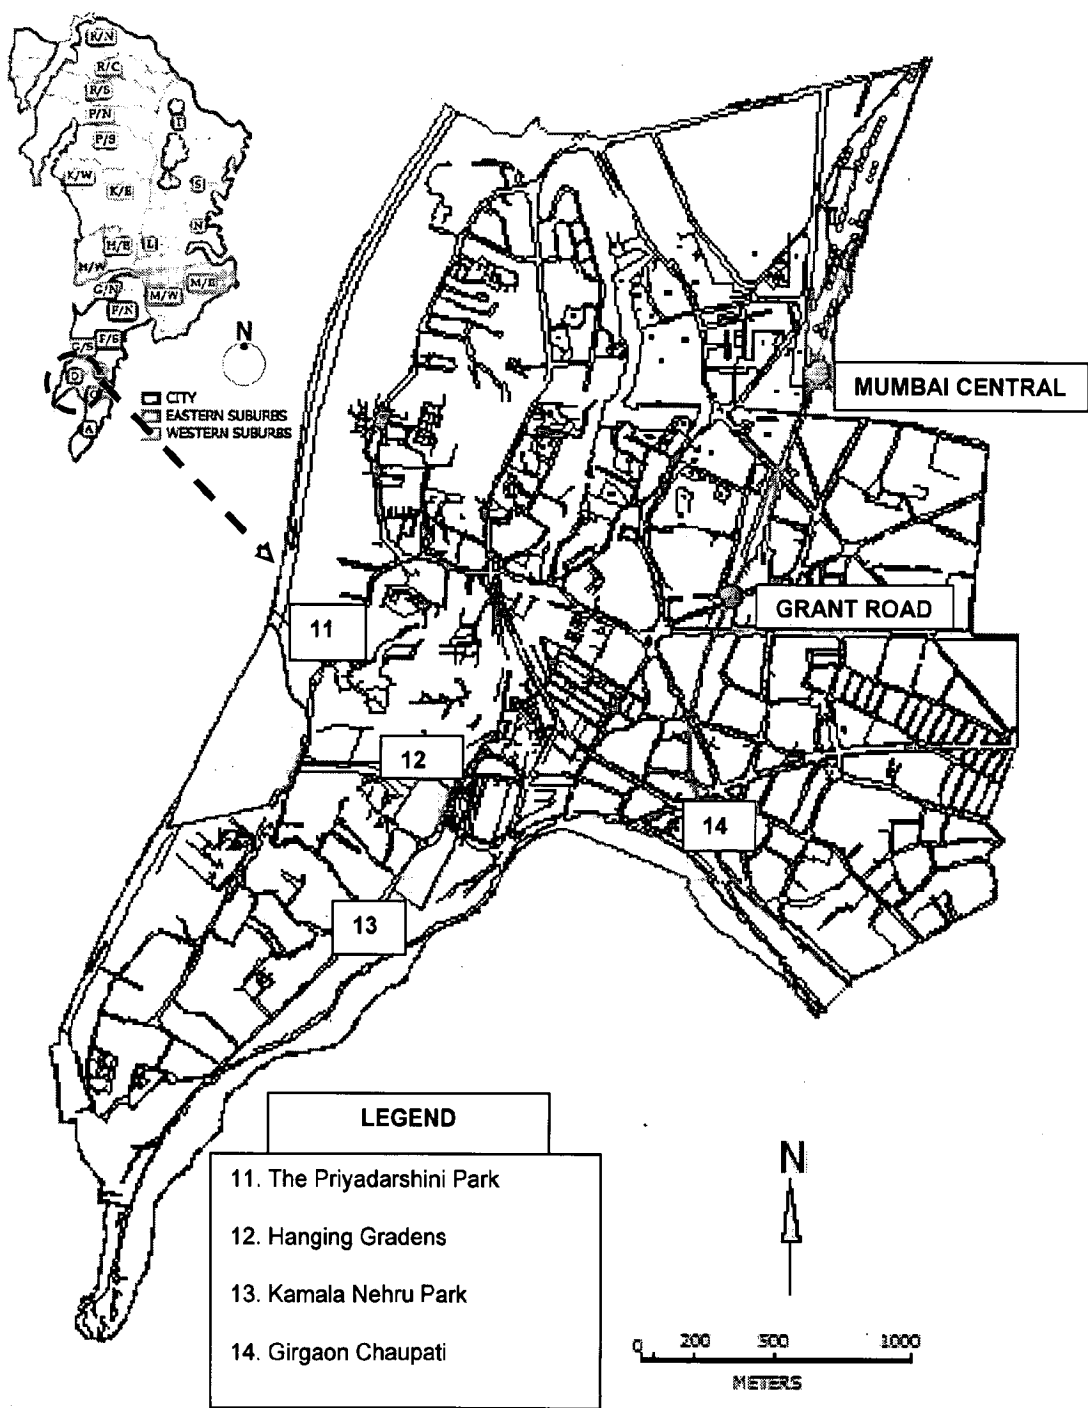 R/N
R/C
R/S
P/N
P/S
T
K/W
S
K/E
N
H/E
L
H/W
M/E
G/N
M/W
F/N
N
G/S
F/S
D
C
A
CITY
EASTERN SUBURBS
WESTERN SUBURBS
MUMBAI CENTRAL
GRANT ROAD
11
12
14
13
LEGEND
11. The Priyadarshini Park
12. Hanging Gradens
13. Kamala Nehru Park
14. Girgaon Chaupati
N
0 200 500 1000
METERS